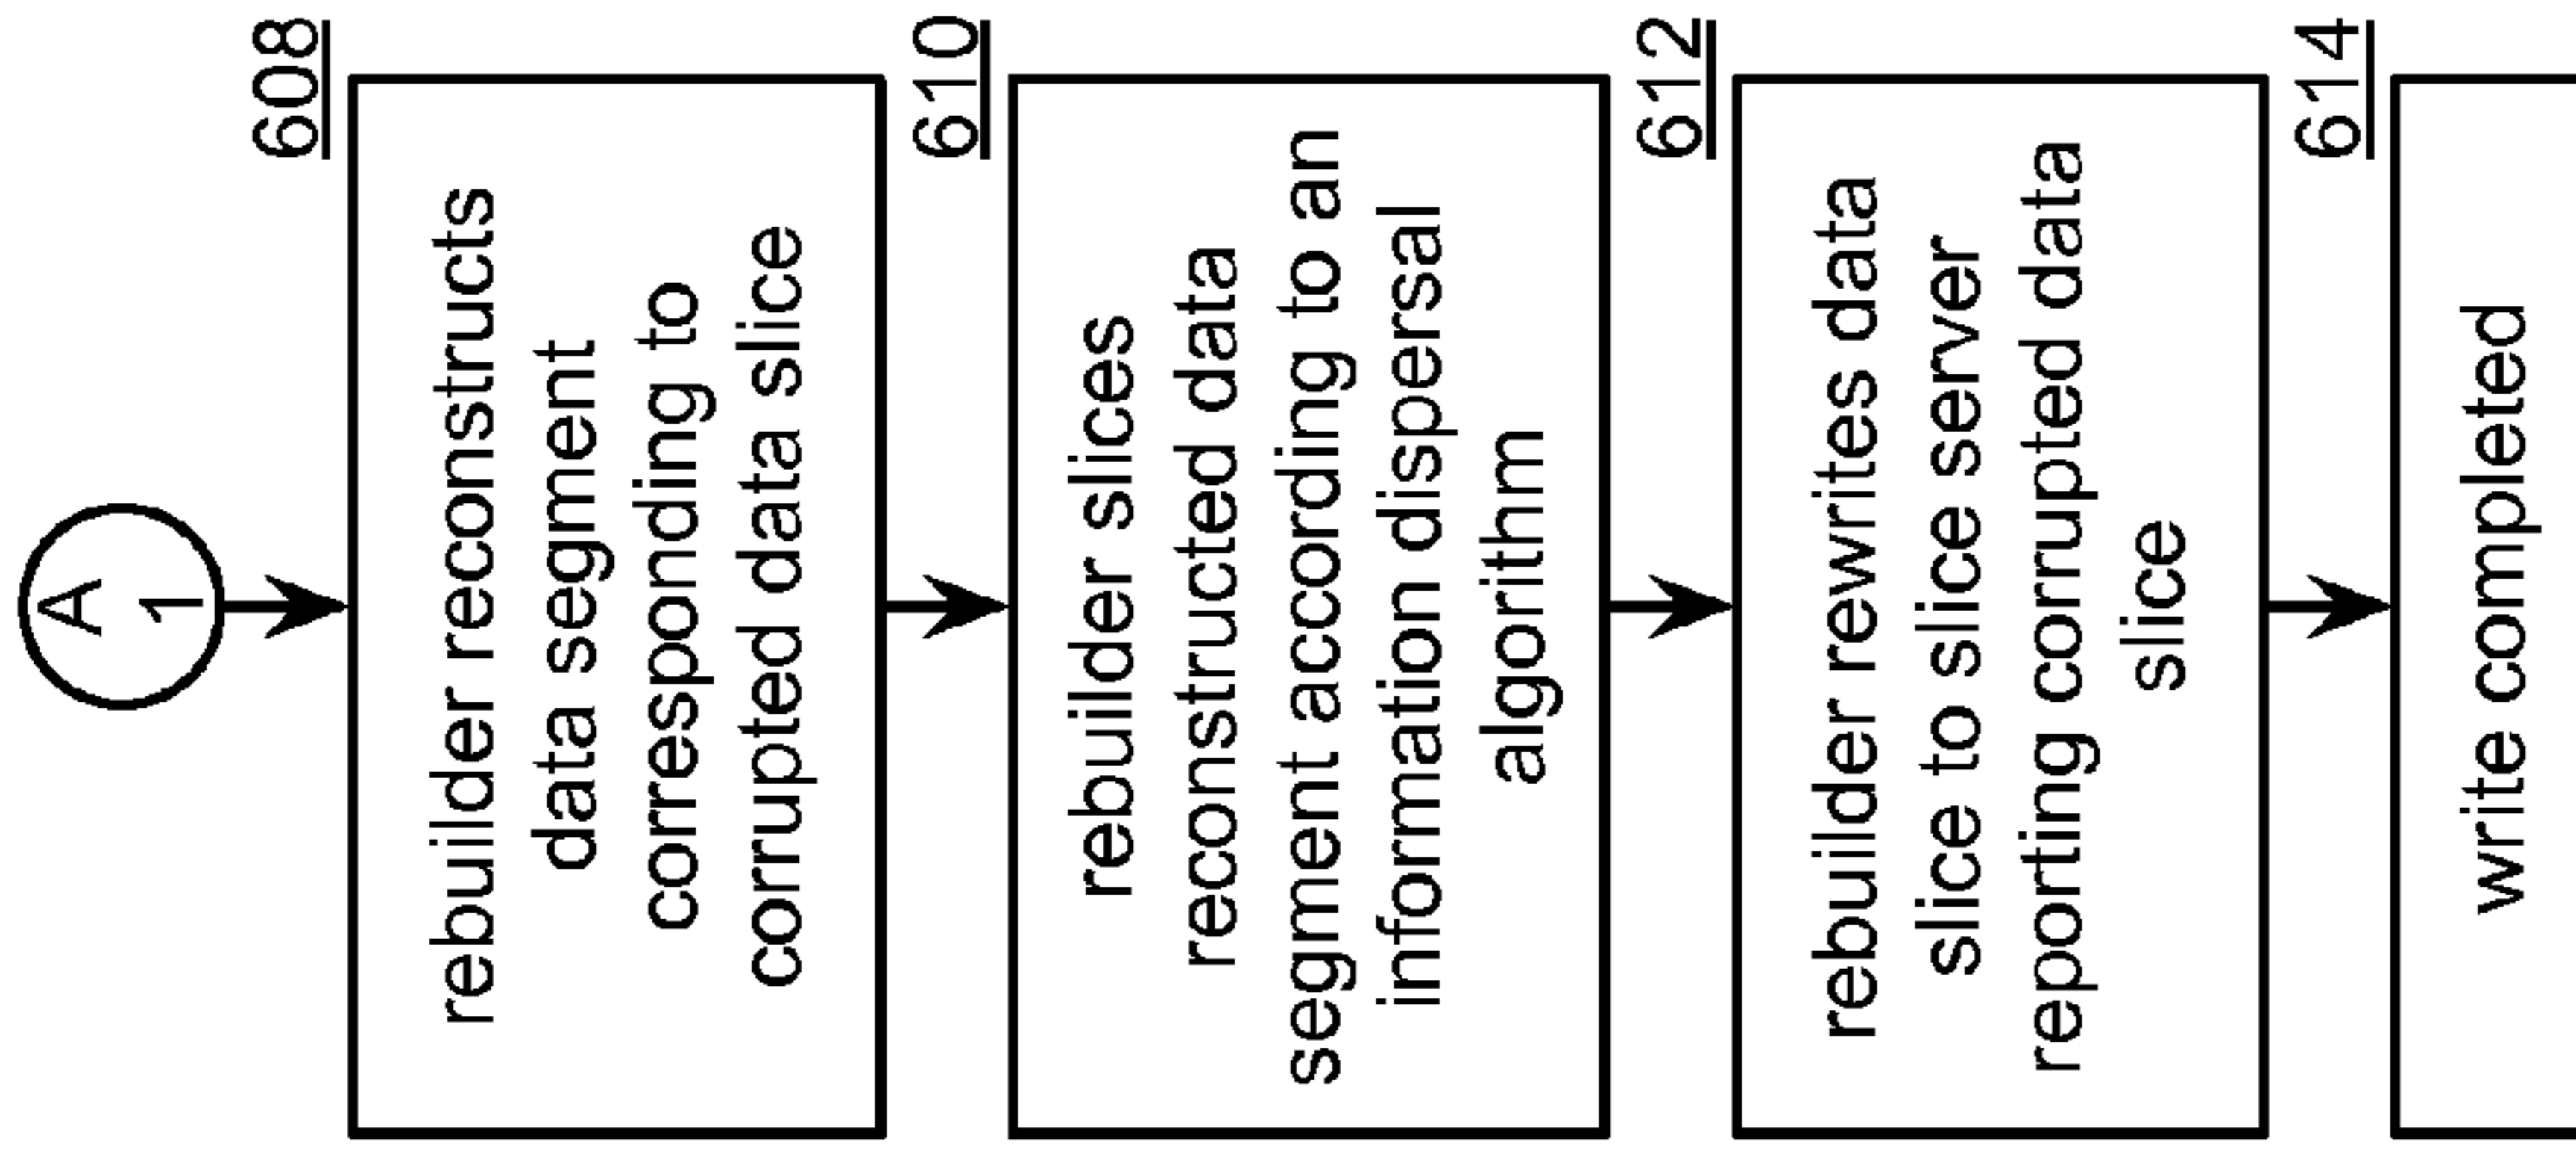 A
1
608
rebuilder reconstructs
data segment
corresponding to
corrupted data slice
610
rebuilder slices
reconstructed data
segment according to an
information dispersal
algorithm
612
rebuilder rewrites data
slice to slice server
reporting corrupted data
slice
614
write completed